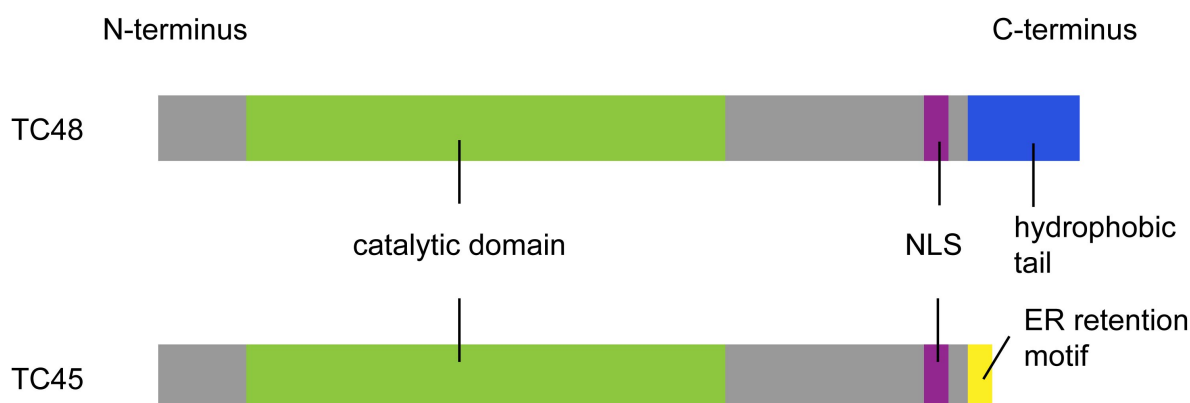 N-terminus
C-terminus
TC48
hydrophobic
tail
catalytic domain
NLS
ER retention
motif
TC45